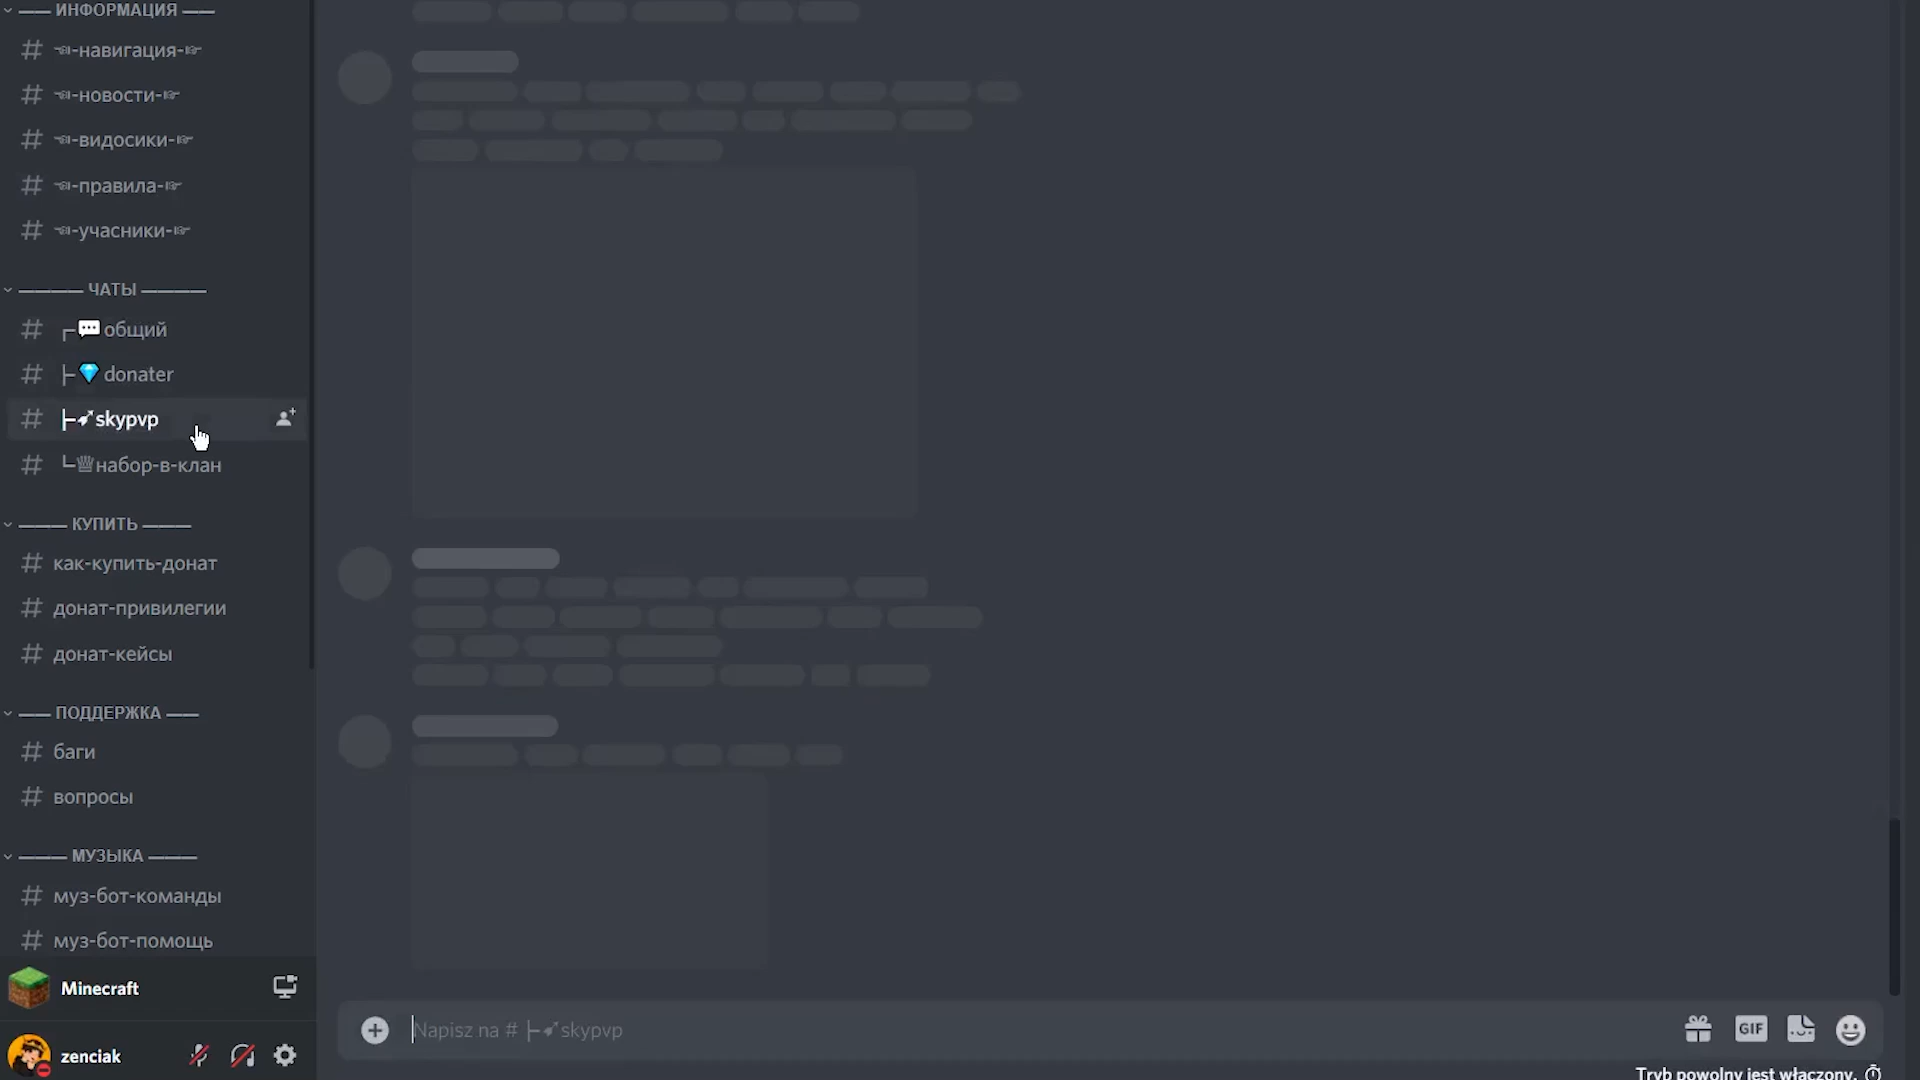 —— ИНФОРМАЦИЯ ——
# ☜-навигация-☞
# ☜-новости-☞
# ☜-видосики-☞
# ☜-правила-☞
# ☜-учасники-☞
———— ЧАТЫ ————
# ┌─💬общий
# ├─💎donater
# ├─🗡skypvp
# └─♕набор-в-клан
——— КУПИТЬ ———
# как-купить-донат
# донат-привилегии
# донат-кейсы
—— ПОДДЕРЖКА ——
# баги
# вопросы
——— МУЗЫКА ———
# муз-бот-команды
# муз-бот-помощь
Minecraft
zenciak
Napisz na # ├─🗡skypvp
GIF
Tryb powolny jest włączony.